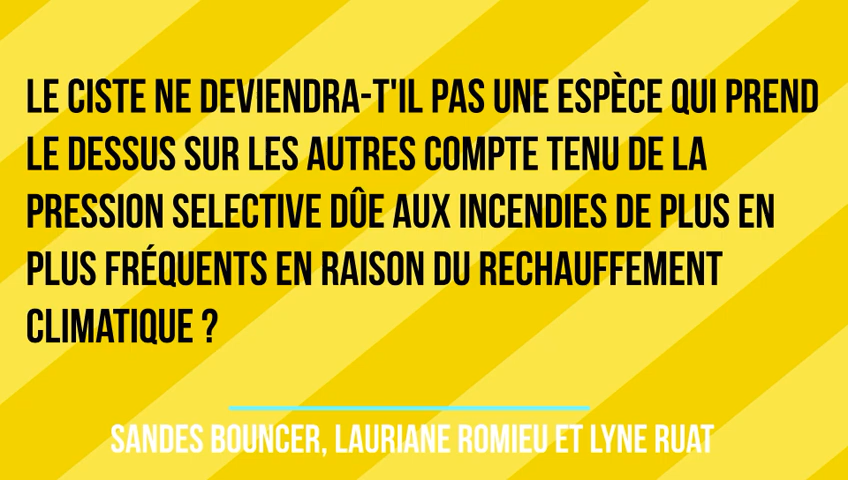 LE CISTE NE DEVIENDRA-T'IL PAS UNE ESPÈCE QUI PREND
LE DESSUS SUR LES AUTRES COMPTE TENU DE LA
PRESSION SELECTIVE DÛE AUX INCENDIES DE PLUS EN
PLUS FRÉQUENTS EN RAISON DU RECHAUFFEMENT
CLIMATIQUE ?
SANDES BOUNCER, LAURIANE ROMIEU ET LYNE RUAT